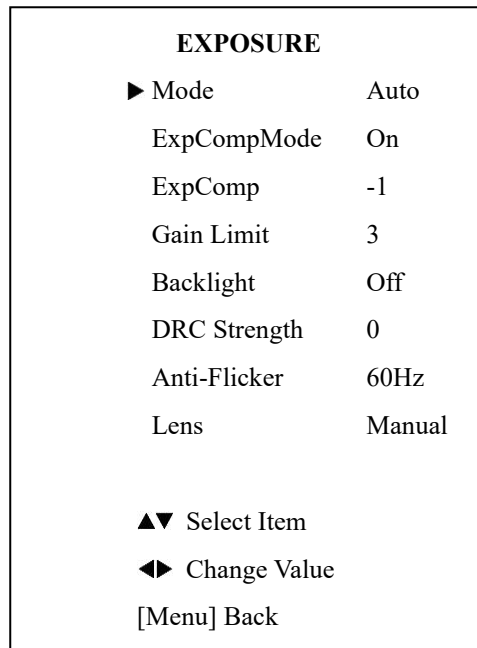 EXPOSURE
▶ Mode Auto
ExpCompMode On
ExpComp -1
Gain Limit 3
Backlight Off
DRC Strength 0
Anti-Flicker 60Hz
Lens Manual
▲▼ Select Item
◀▶ Change Value
[Menu] Back